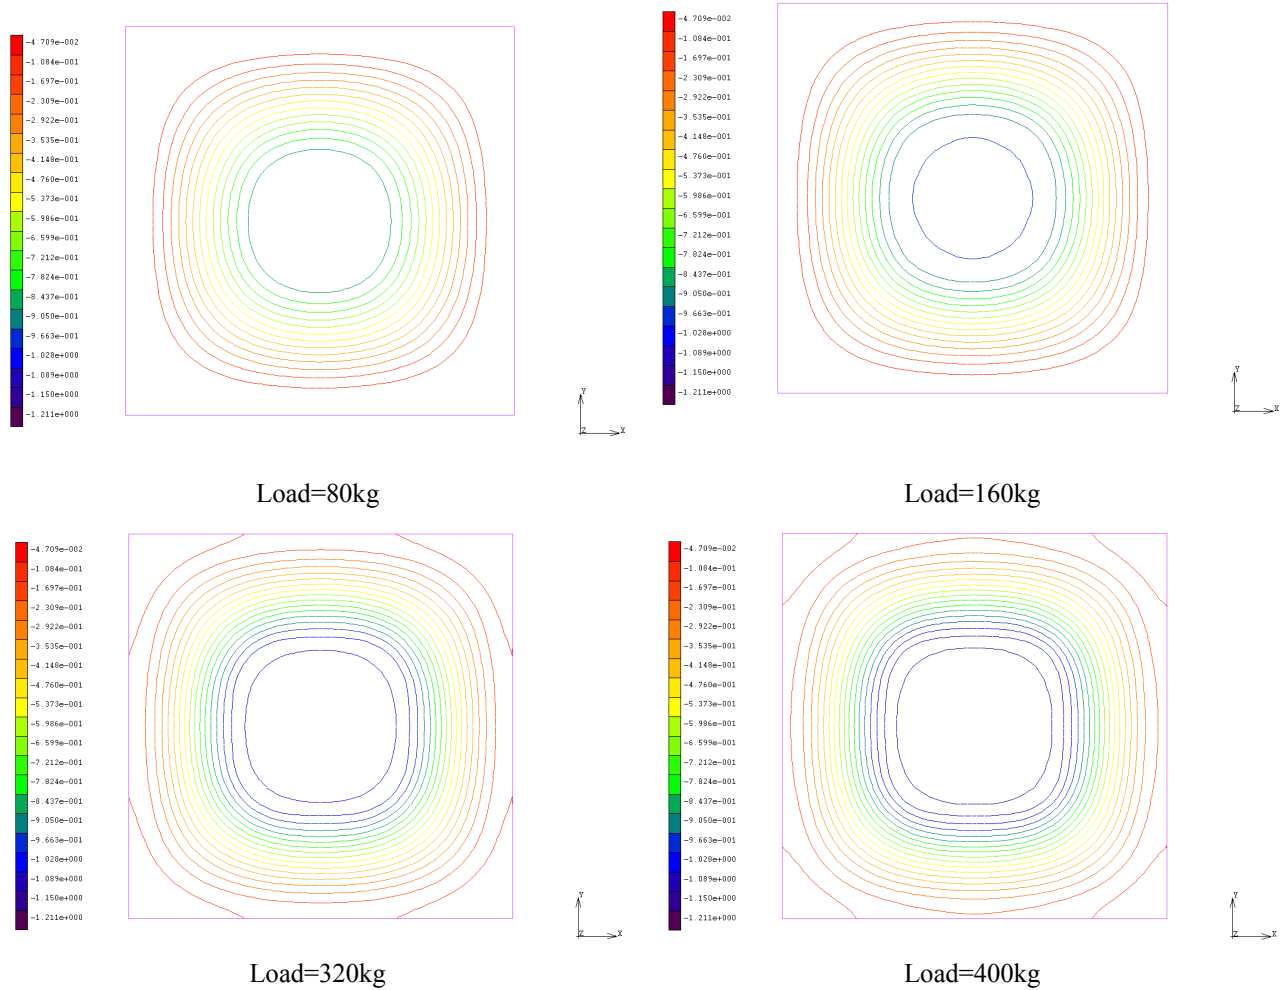 -4.709e-002
-1.084e-001
-1.697e-001
-2.309e-001
-2.922e-001
-3.535e-001
-4.148e-001
-4.760e-001
-5.373e-001
-5.986e-001
-6.599e-001
-7.212e-001
-7.824e-001
-8.437e-001
-9.050e-001
-9.663e-001
-1.028e+000
-1.089e+000
-1.150e+000
-1.211e+000
Y
Z X
Load=80kg
-4.709e-002
-1.084e-001
-1.697e-001
-2.309e-001
-2.922e-001
-3.535e-001
-4.148e-001
-4.760e-001
-5.373e-001
-5.986e-001
-6.599e-001
-7.212e-001
-7.824e-001
-8.437e-001
-9.050e-001
-9.663e-001
-1.028e+000
-1.089e+000
-1.150e+000
-1.211e+000
Y
Z X
Load=160kg
-4.709e-002
-1.084e-001
-1.697e-001
-2.309e-001
-2.922e-001
-3.535e-001
-4.148e-001
-4.760e-001
-5.373e-001
-5.986e-001
-6.599e-001
-7.212e-001
-7.824e-001
-8.437e-001
-9.050e-001
-9.663e-001
-1.028e+000
-1.089e+000
-1.150e+000
-1.211e+000
Y
Z X
Load=320kg
-4.709e-002
-1.084e-001
-1.697e-001
-2.309e-001
-2.922e-001
-3.535e-001
-4.148e-001
-4.760e-001
-5.373e-001
-5.986e-001
-6.599e-001
-7.212e-001
-7.824e-001
-8.437e-001
-9.050e-001
-9.663e-001
-1.028e+000
-1.089e+000
-1.150e+000
-1.211e+000
Y
Z X
Load=400kg